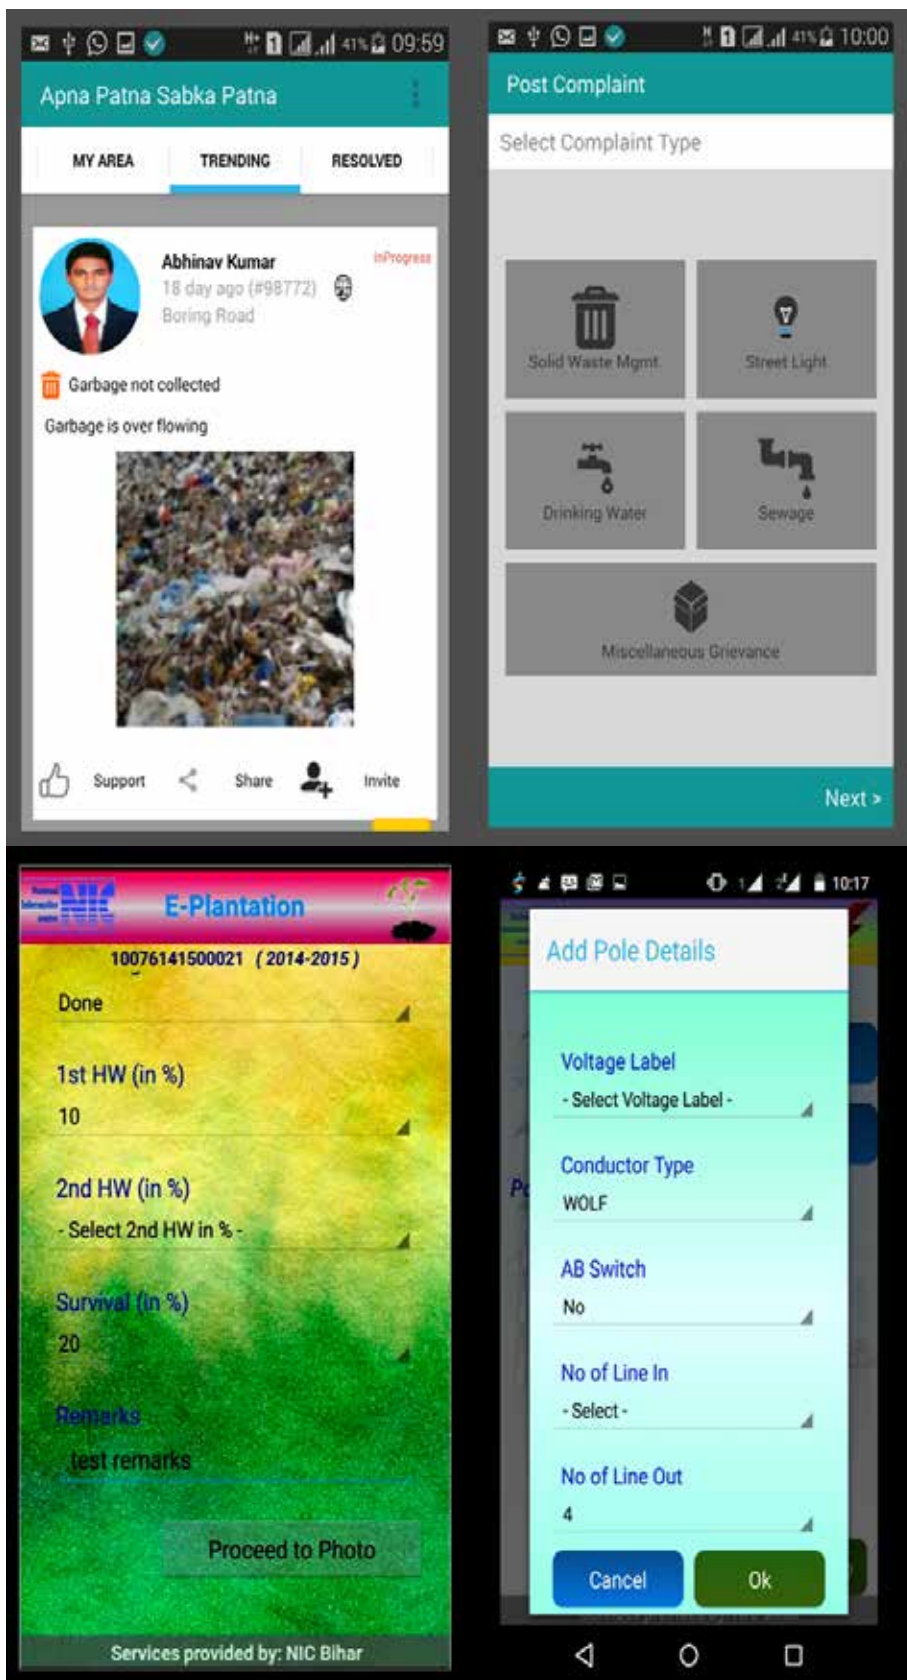 41% 09:59
Apna Patna Sabka Patna
MY AREA TRENDING RESOLVED
Abhinav Kumar InProgress
18 day ago (#98772)
Boring Road
Garbage not collected
Garbage is over flowing
Support Share Invite
41% 10:00
Post Complaint
Select Complaint Type
Solid Waste Mgmt. Street Light
Drinking Water Sewage
Miscellaneous Grievance
Next >
NIC E-Plantation
10076141500021 (2014-2015)
Done
1st HW (in %)
10
2nd HW (in %)
- Select 2nd HW in % -
Survival (in %)
20
Remarks
test remarks
Proceed to Photo
Services provided by: NIC Bihar
10:17
Add Pole Details
Voltage Label
- Select Voltage Label -
Conductor Type
WOLF
AB Switch
No
No of Line In
- Select -
No of Line Out
4
Cancel Ok